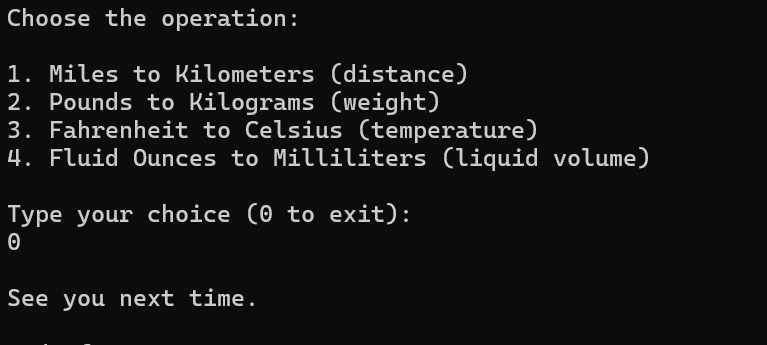 Choose the operation:
1. Miles to Kilometers (distance)
2. Pounds to Kilograms (weight)
3. Fahrenheit to Celsius (temperature)
4. Fluid Ounces to Milliliters (liquid volume)
Type your choice (0 to exit):
0
See you next time.